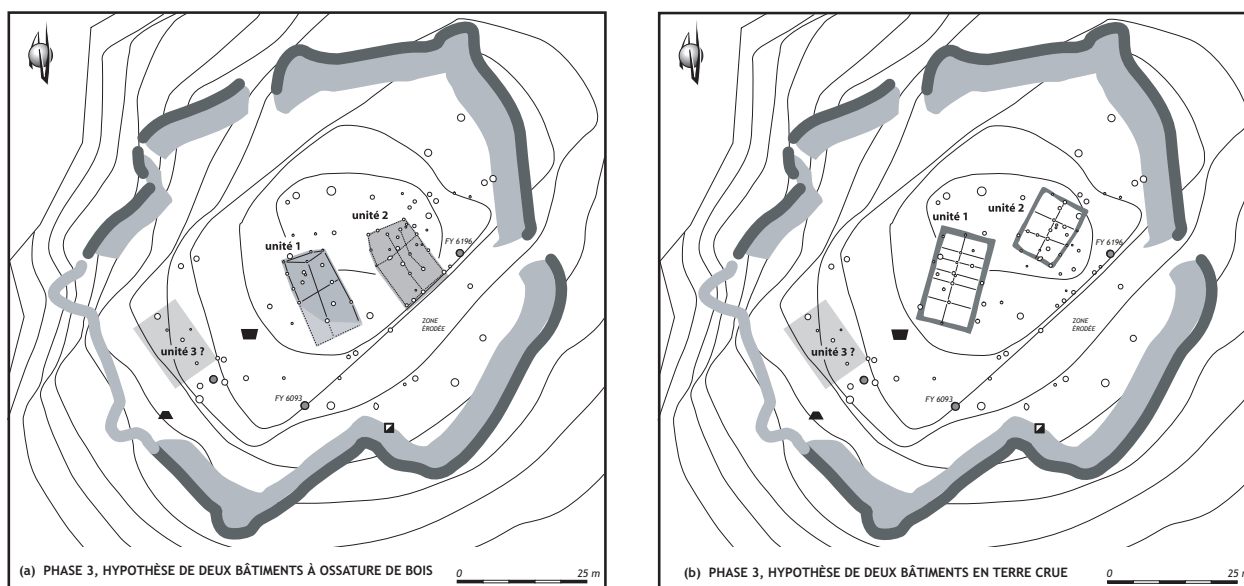 unité 2
unité 1
FY 6196
ZONE
ÉRODÉE
unité 3 ?
FY 6093
(a) PHASE 3, HYPOTHÈSE DE DEUX BÂTIMENTS À OSSATURE DE BOIS
0 25 m
unité 2
unité 1
FY 6196
ZONE
ÉRODÉE
unité 3 ?
FY 6093
(b) PHASE 3, HYPOTHÈSE DE DEUX BÂTIMENTS EN TERRE CRUE
0 25 m